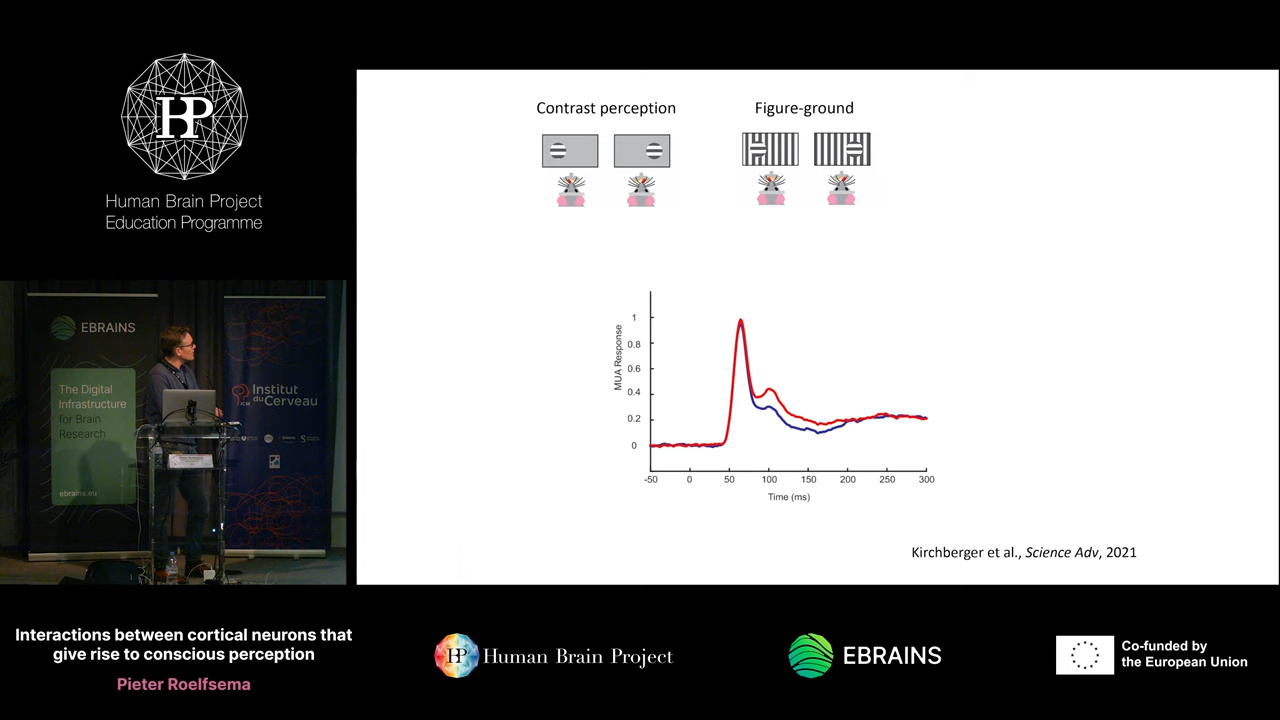 HP
Human Brain Project
Education Programme
EBRAINS
The Digital
Infrastructure
for Brain
Research
ebrains.eu
Institut
du Cerveau
ICM
Contrast perception
Figure-ground
MUA Response
1
0.8
0.6
0.4
0.2
0
-50
0
50
100
150
200
250
300
Time (ms)
Kirchberger et al., Science Adv, 2021
Interactions between cortical neurons that
give rise to conscious perception
Pieter Roelfsema
HP
Human Brain Project
EBRAINS
Co-funded by
the European Union